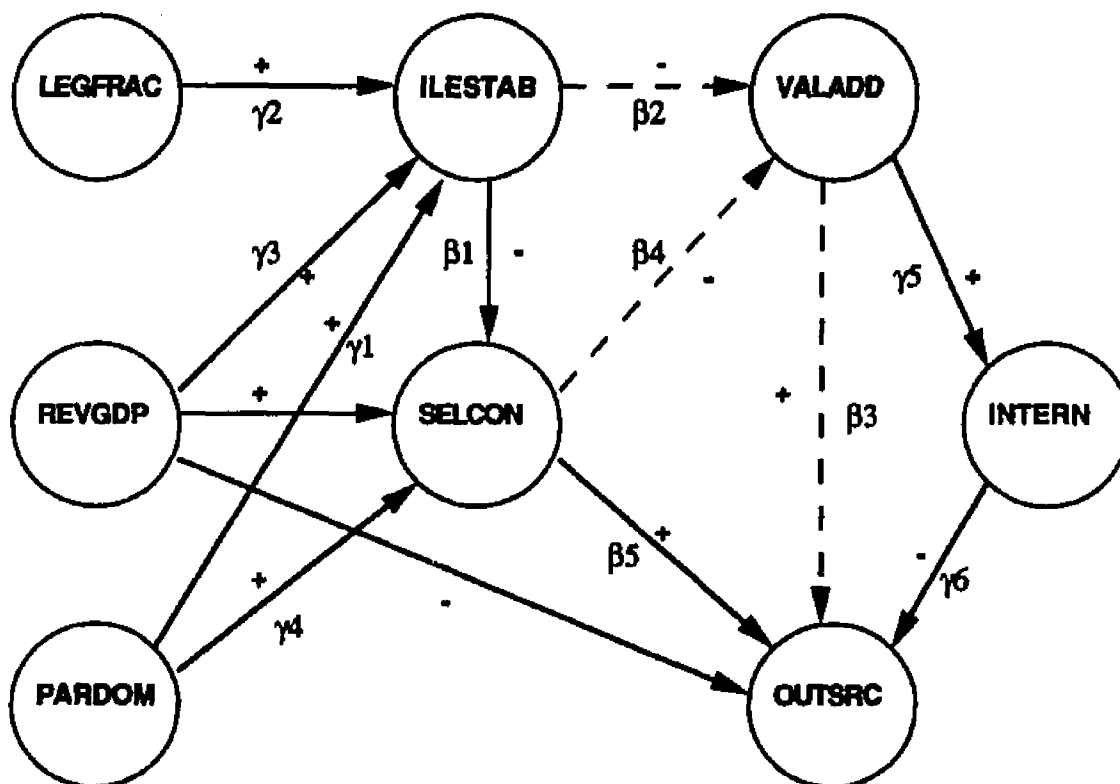 LEGFRAC
+
γ2
ILESTAB
-
β2
VALADD
γ3
+
+
γ1
β1
-
β4
-
γ5
+
REVGDP
+
SELCON
+
β3
INTERN
β5
+
-
γ6
+
γ4
-
PARDOM
OUTSRC